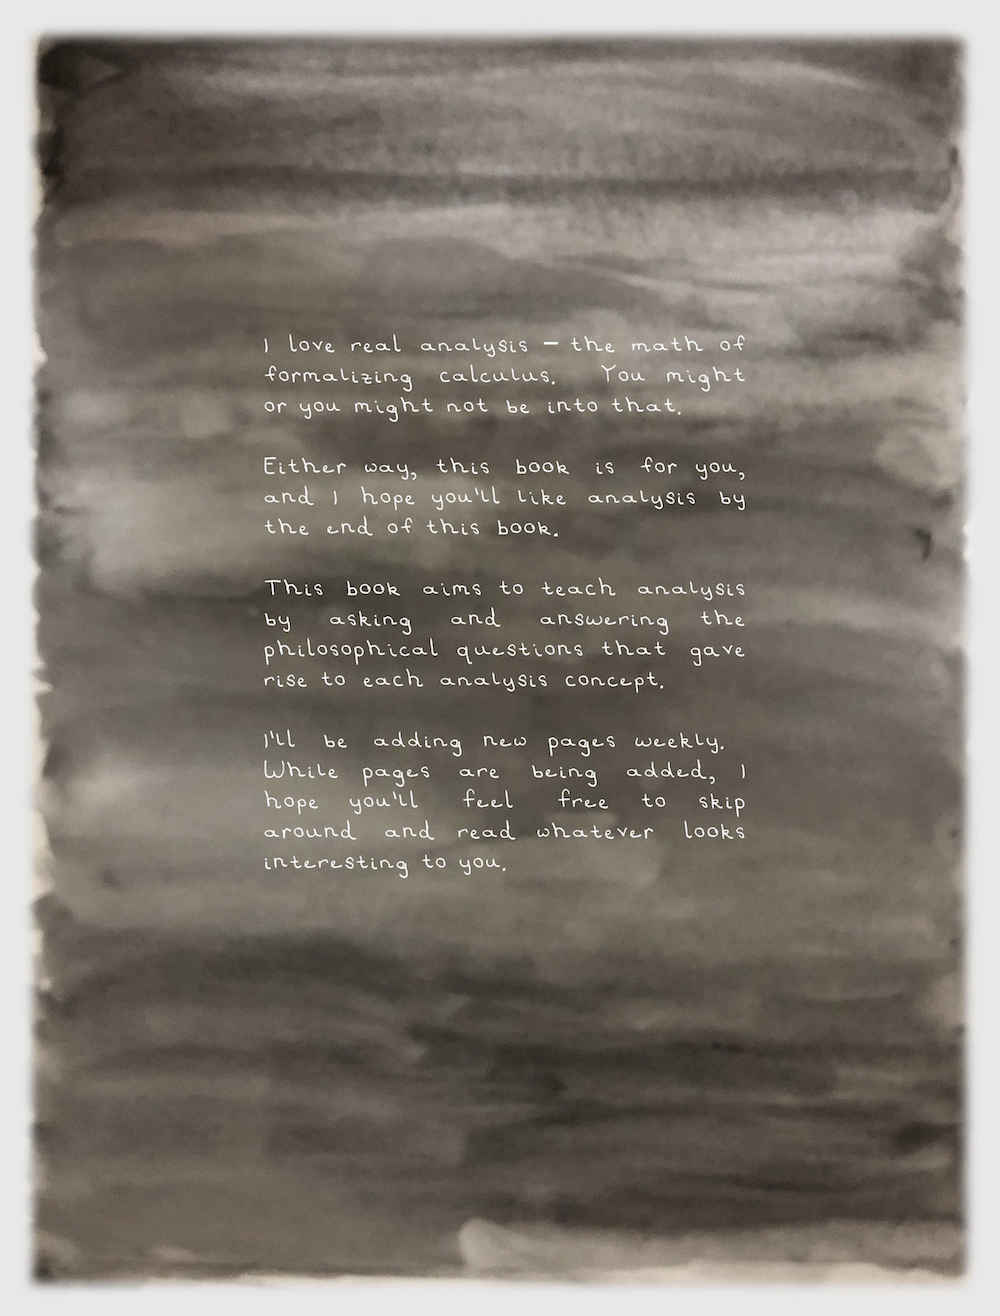 I love real analysis — the math of
formalizing calculus. You might
or you might not be into that.
Either way, this book is for you,
and I hope you'll like analysis by
the end of this book.
This book aims to teach analysis
by asking and answering the
philosophical questions that gave
rise to each analysis concept.
I'll be adding new pages weekly.
While pages are being added, I
hope you'll feel free to skip
around and read whatever looks
interesting to you.